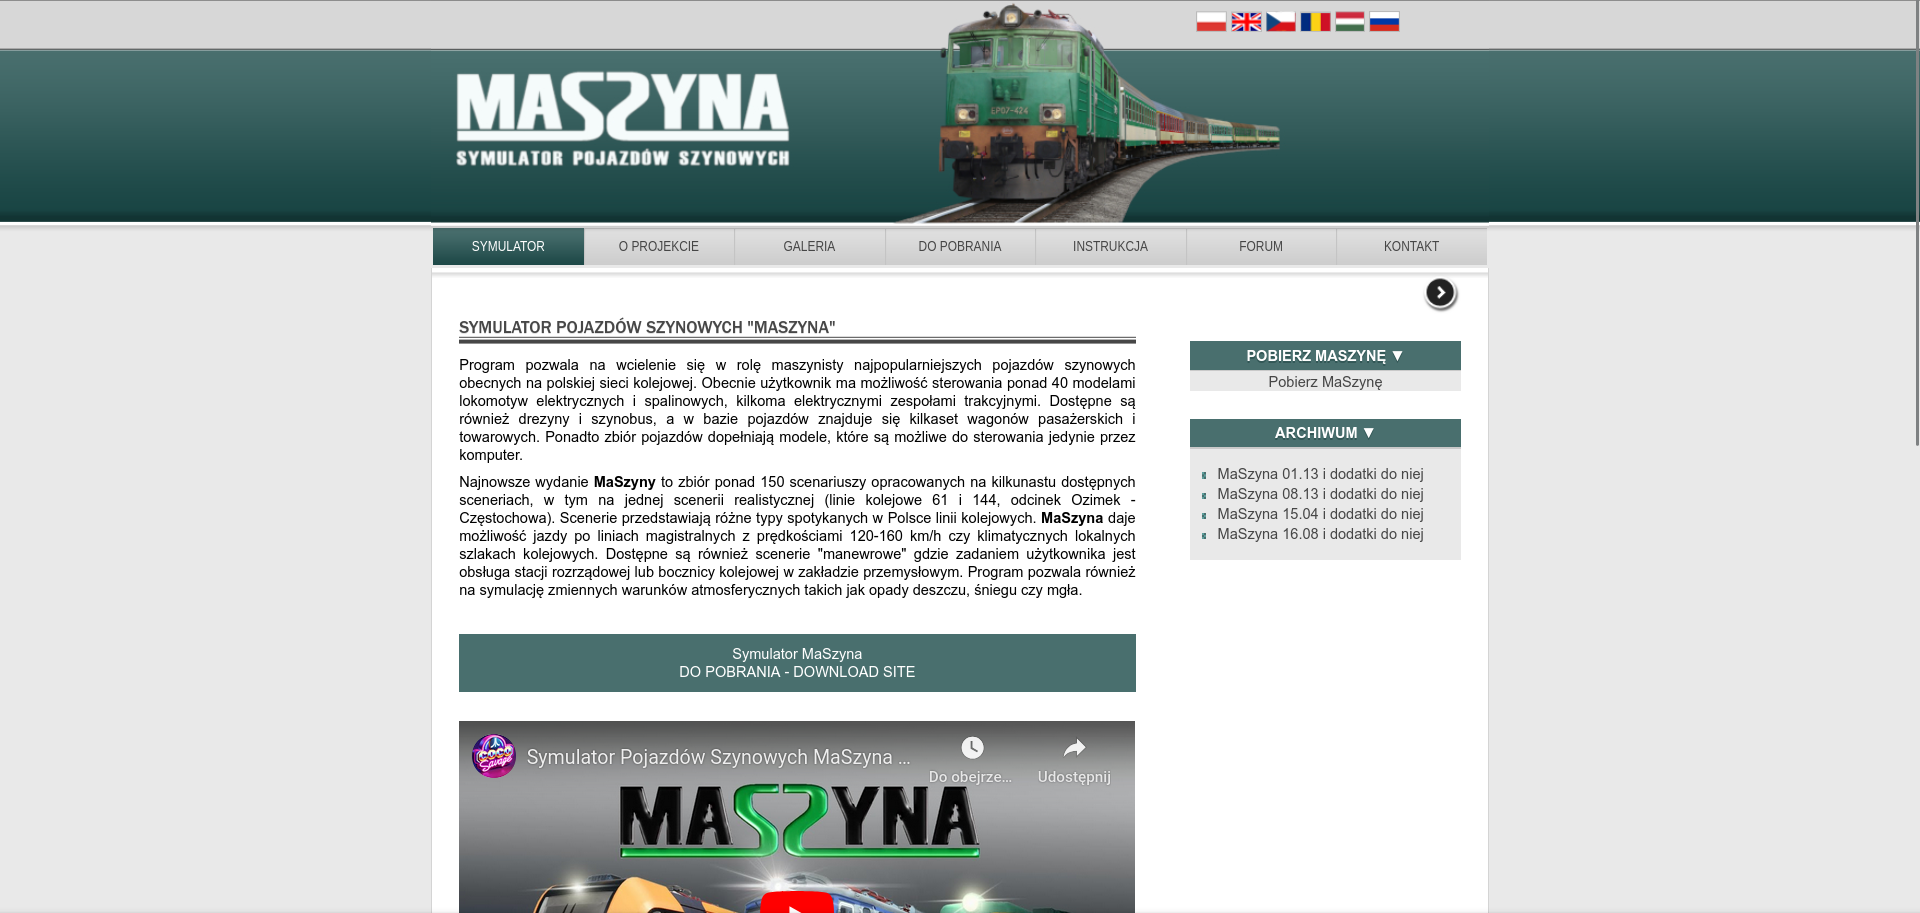 MASZYNA
SYMULATOR POJAZDÓW SZYNOWYCH
EP07-424
SYMULATOR
O PROJEKCIE
GALERIA
DO POBRANIA
INSTRUKCJA
FORUM
KONTAKT
SYMULATOR POJAZDÓW SZYNOWYCH "MASZYNA"
Program pozwala na wcielenie się w rolę maszynisty najpopularniejszych pojazdów szynowych
obecnych na polskiej sieci kolejowej. Obecnie użytkownik ma możliwość sterowania ponad 40 modelami
lokomotyw elektrycznych i spalinowych, kilkoma elektrycznymi zespołami trakcyjnymi. Dostępne są
również drezyny i szynobus, a w bazie pojazdów znajduje się kilkaset wagonów pasażerskich i
towarowych. Ponadto zbiór pojazdów dopełniają modele, które są możliwe do sterowania jedynie przez
komputer.
Najnowsze wydanie MaSzyny to zbiór ponad 150 scenariuszy opracowanych na kilkunastu dostępnych
sceneriach, w tym na jednej scenerii realistycznej (linie kolejowe 61 i 144, odcinek Ozimek -
Częstochowa). Scenerie przedstawiają różne typy spotykanych w Polsce linii kolejowych. MaSzyna daje
możliwość jazdy po liniach magistralnych z prędkościami 120-160 km/h czy klimatycznych lokalnych
szlakach kolejowych. Dostępne są również scenerie "manewrowe" gdzie zadaniem użytkownika jest
obsługa stacji rozrządowej lub bocznicy kolejowej w zakładzie przemysłowym. Program pozwala również
na symulację zmiennych warunków atmosferycznych takich jak opady deszczu, śniegu czy mgła.
Symulator MaSzyna
DO POBRANIA - DOWNLOAD SITE
COCO
Savage
Symulator Pojazdów Szynowych MaSzyna ...
Do obejrze...
Udostępnij
MASZYNA
POBIERZ MASZYNĘ ▼
Pobierz MaSzynę
ARCHIWUM ▼
MaSzyna 01.13 i dodatki do niej
MaSzyna 08.13 i dodatki do niej
MaSzyna 15.04 i dodatki do niej
MaSzyna 16.08 i dodatki do niej